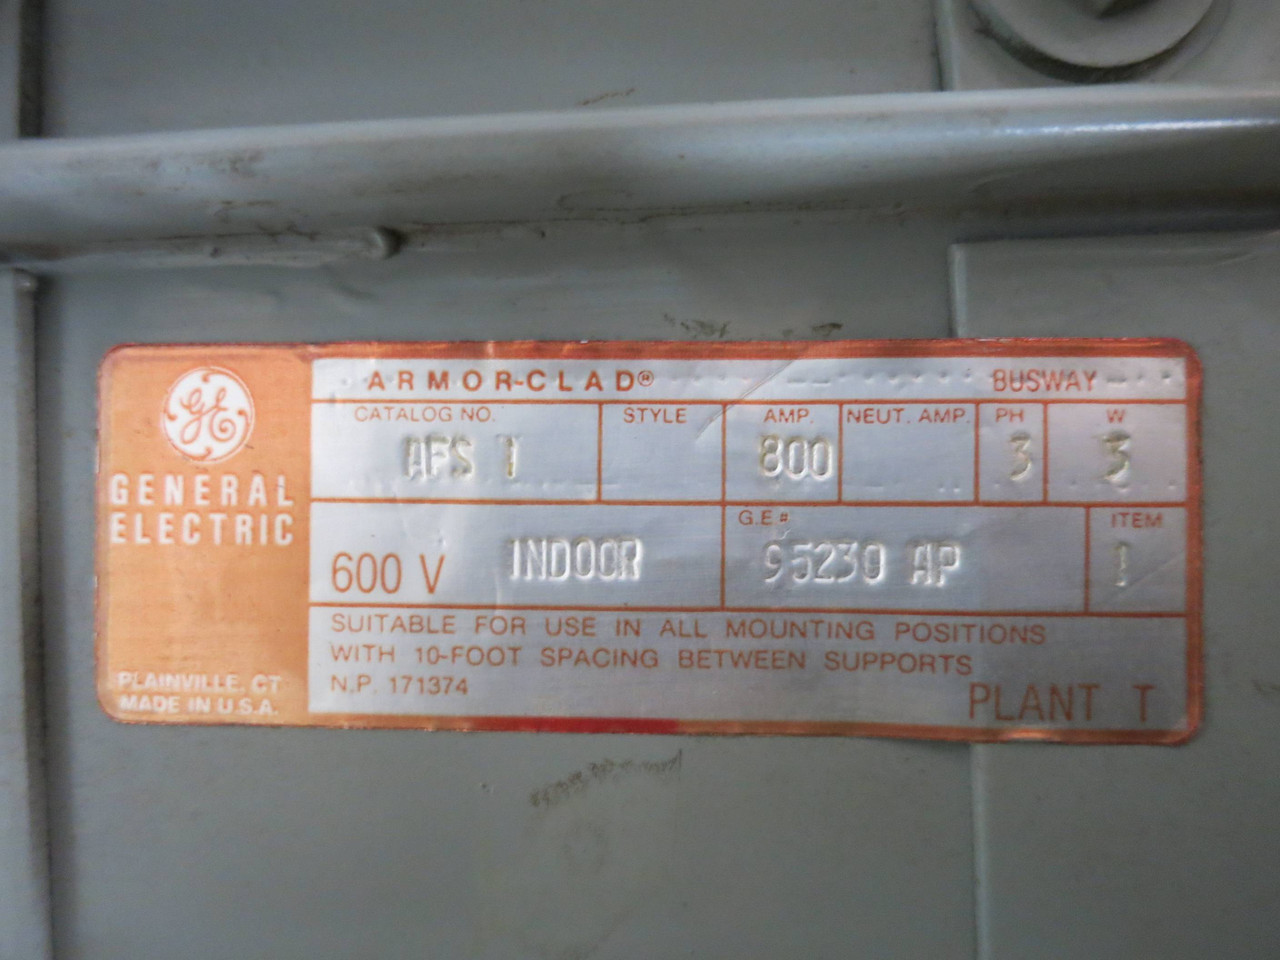 GE
GENERAL
ELECTRIC
PLAINVILLE, CT
MADE IN U.S.A.
ARMOR-CLAD® BUSWAY
CATALOG NO. STYLE AMP. NEUT. AMP. PH W
AFS 1 800 3 3
G.E# ITEM
600 V INDOOR 95230 AP 1
SUITABLE FOR USE IN ALL MOUNTING POSITIONS
WITH 10-FOOT SPACING BETWEEN SUPPORTS
N.P. 171374
PLANT T